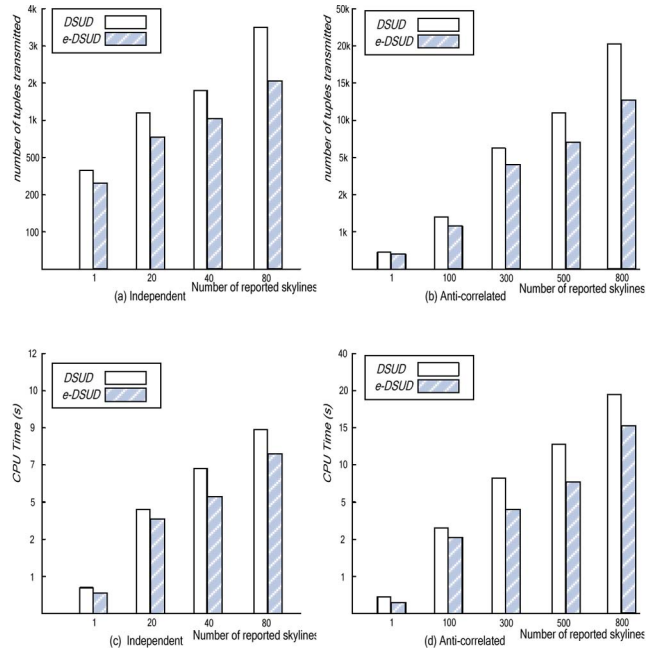 number of tuples transmitted
4k
3k
2k
1k
500
200
100
DSUD
e-DSUD
1
20
40
80
Number of reported skylines
(a) Independent
number of tuples transmitted
50k
20k
15k
10k
5k
2k
1k
DSUD
e-DSUD
1
100
300
500
800
Number of reported skylines
(b) Anti-correlated
CPU Time (s)
12
10
9
7
5
2
1
DSUD
e-DSUD
1
20
40
80
Number of reported skylines
(c) Independent
CPU Time (s)
40
20
15
10
5
2
1
DSUD
e-DSUD
1
100
300
500
800
Number of reported skylines
(d) Anti-correlated